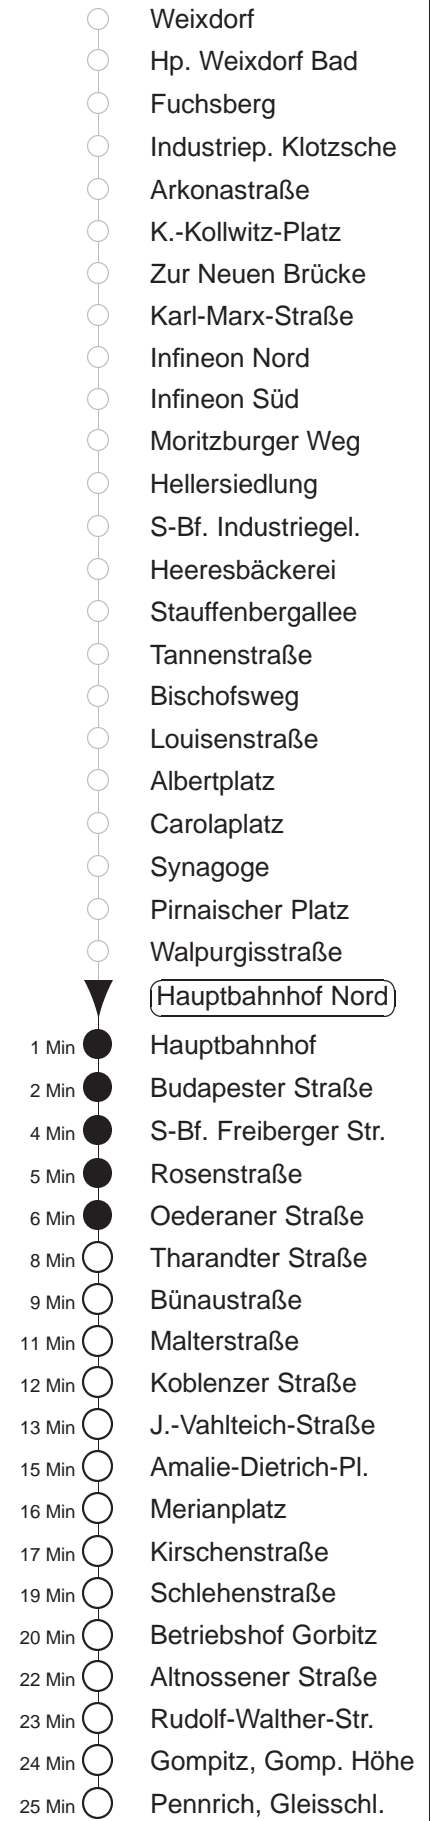 Weixdorf
Hp. Weixdorf Bad
Fuchsberg
Industriep. Klotzsche
Arkonastraße
K.-Kollwitz-Platz
Zur Neuen Brücke
Karl-Marx-Straße
Infineon Nord
Infineon Süd
Moritzburger Weg
Hellersiedlung
S-Bf. Industriegel.
Heeresbäckerei
Stauffenbergallee
Tannenstraße
Bischofsweg
Louisenstraße
Albertplatz
Carolaplatz
Synagoge
Pirnaischer Platz
Walpurgisstraße
Hauptbahnhof Nord
1 Min Hauptbahnhof
2 Min Budapester Straße
4 Min S-Bf. Freiberger Str.
5 Min Rosenstraße
6 Min Oederaner Straße
8 Min Tharandter Straße
9 Min Bünaustraße
11 Min Malterstraße
12 Min Koblenzer Straße
13 Min J.-Vahlteich-Straße
15 Min Amalie-Dietrich-Pl.
16 Min Merianplatz
17 Min Kirschenstraße
19 Min Schlehenstraße
20 Min Betriebshof Gorbitz
22 Min Altnossener Straße
23 Min Rudolf-Walther-Str.
24 Min Gompitz, Gomp. Höhe
25 Min Pennrich, Gleisschl.